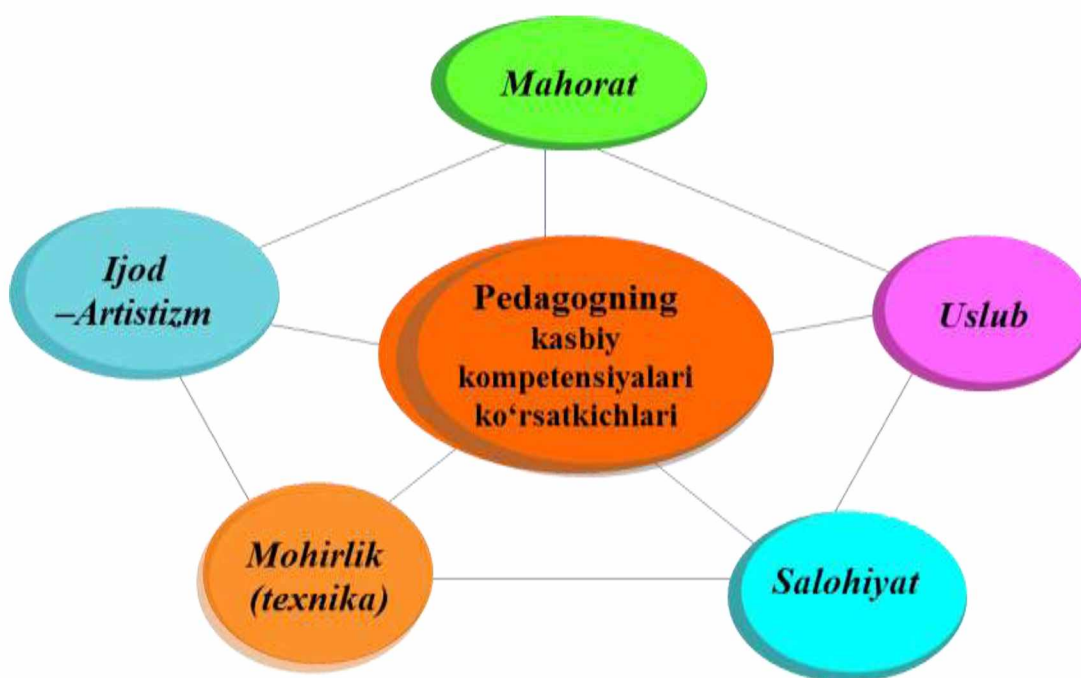 Mahorat
Ijod
–Artistizm
Pedagogning
kasbiy
kompetensiyalari
ko‘rsatkichlari
Uslub
Mohirlik
(texnika)
Salohiyat